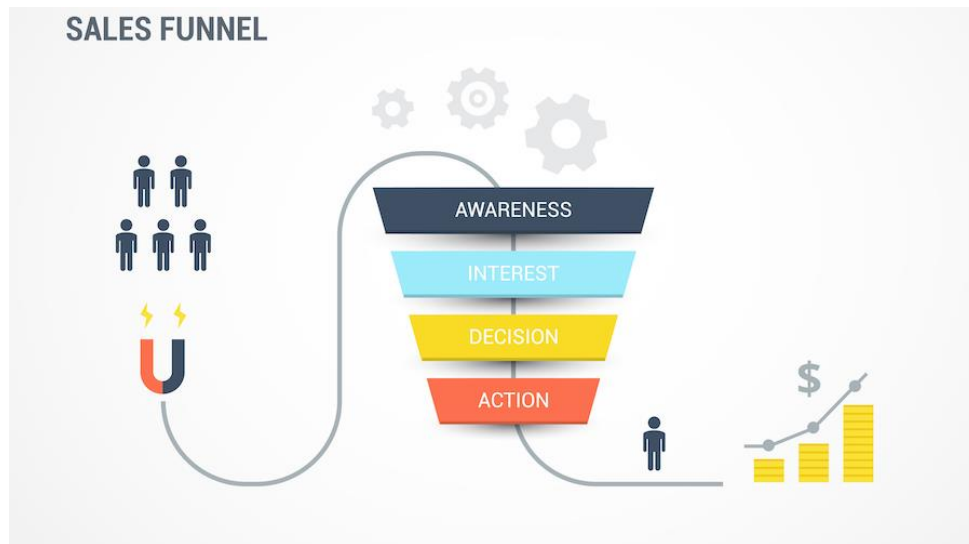 SALES FUNNEL
AWARENESS
INTEREST
DECISION
ACTION
$